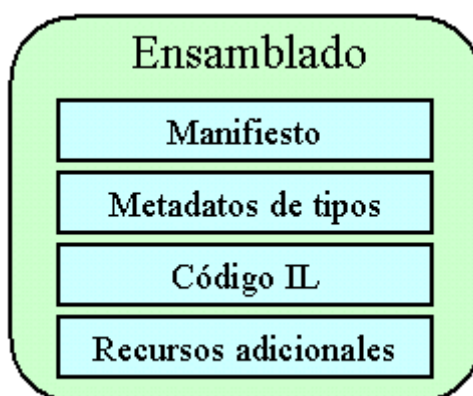 Ensamblado
Manifiesto
Metadatos de tipos
Código IL
Recursos adicionales